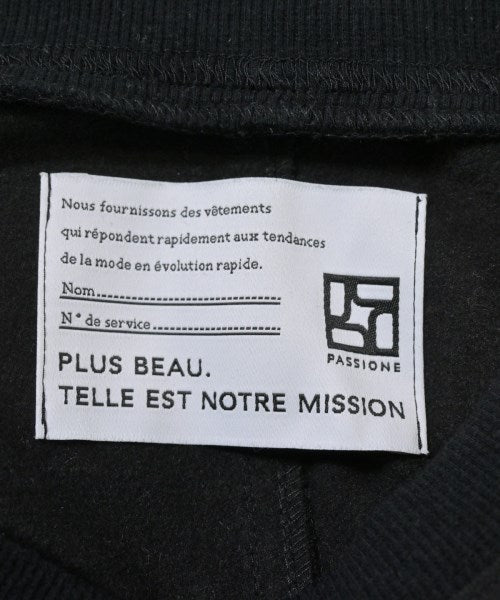 Nous fournissons des vêtements
qui répondent rapidement aux tendances
de la mode en évolution rapide.
Nom
N° de service
PASSIONE
PLUS BEAU.
TELLE EST NOTRE MISSION